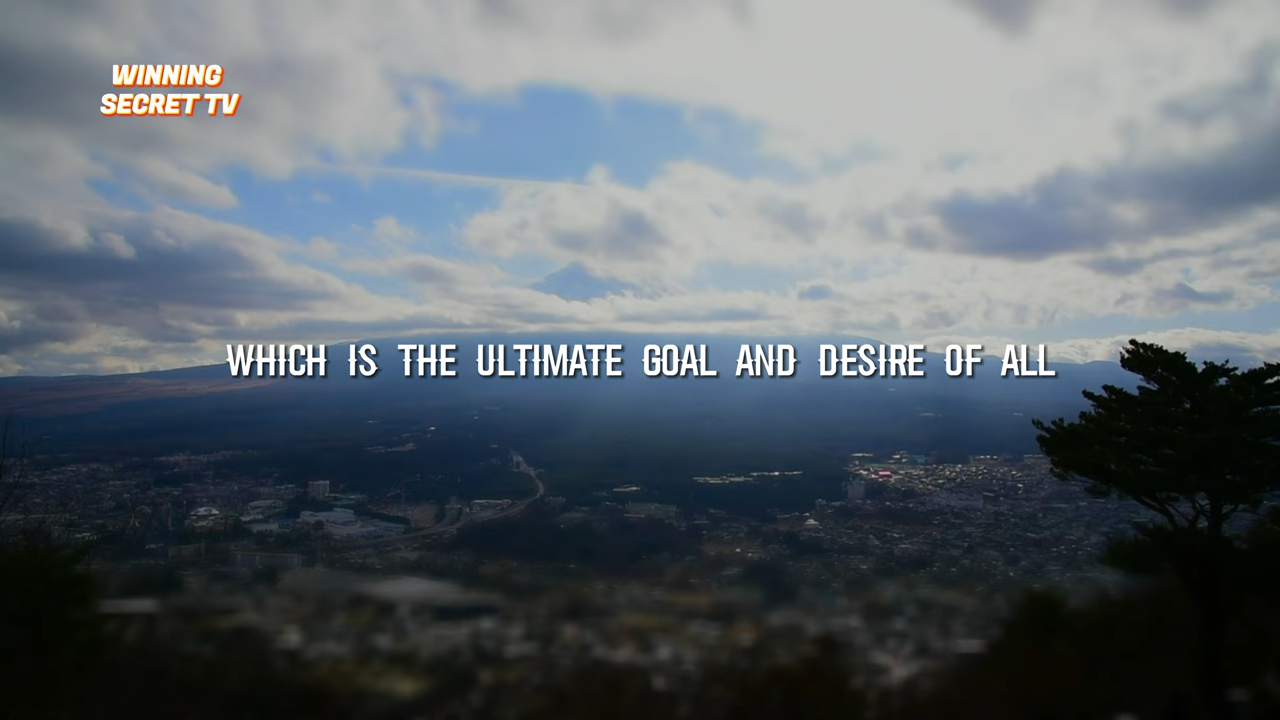 WINNING
SECRET TV
WHICH IS THE ULTIMATE GOAL AND DESIRE OF ALL